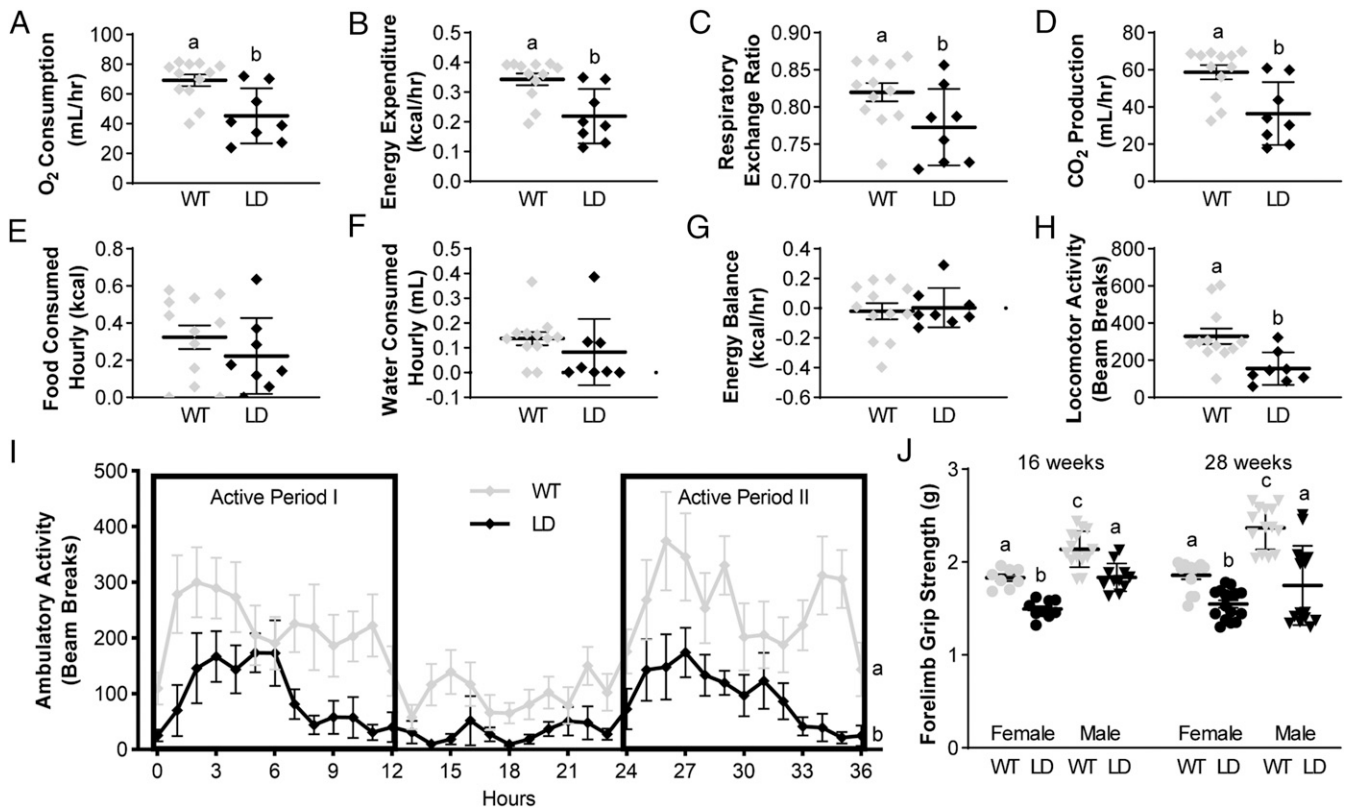 A
O2 Consumption
(mL/hr)
100
80
60
40
20
0
a
b
WT
LD
B
Energy Expenditure
(kcal/hr)
0.5
0.4
0.3
0.2
0.1
0.0
a
b
WT
LD
C
Respiratory
Exchange Ratio
0.90
0.85
0.80
0.75
0.70
a
b
WT
LD
D
CO2 Production
(mL/hr)
80
60
40
20
0
a
b
WT
LD
E
Food Consumed
Hourly (kcal)
0.8
0.6
0.4
0.2
0.0
WT
LD
F
Water Consumed
Hourly (mL)
0.5
0.4
0.3
0.2
0.1
0.0
-0.1
WT
LD
G
Energy Balance
(kcal/hr)
0.4
0.2
0.0
-0.2
-0.4
-0.6
WT
LD
H
Locomotor Activity
(Beam Breaks)
800
600
400
200
0
a
b
WT
LD
I
Ambulatory Activity
(Beam Breaks)
500
400
300
200
100
0
Active Period I
WT
LD
Active Period II
a
b
0 3 6 9 12 15 18 21 24 27 30 33 36
Hours
J
Forelimb Grip Strength (g)
3
2
1
0
16 weeks 28 weeks
a b c a a b c a
Female Male Female Male
WT LD WT LD WT LD WT LD